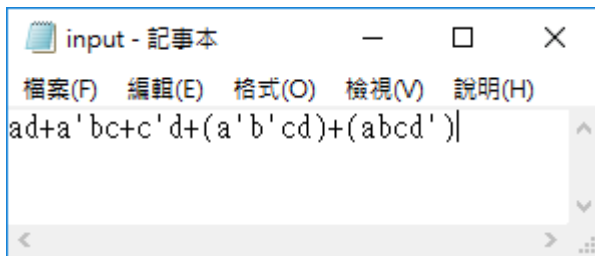 input - 記事本
檔案(F) 編輯(E) 格式(O) 檢視(V) 說明(H)
ad+a'bc+c'd+(a'b'cd)+(abcd')